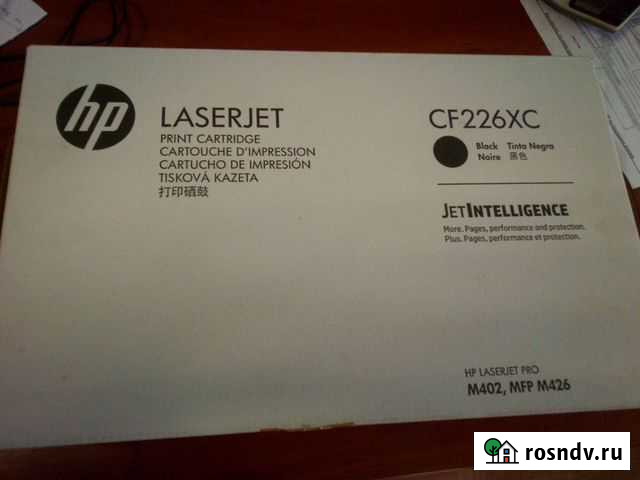 hp
LASERJET
PRINT CARTRIDGE
CARTOUCHE D'IMPRESSION
CARTUCHO DE IMPRESIÓN
TISKOVÁ KAZETA
打印硒鼓
CF226XC
Black Tinta Negra
Noire 黑色
JETINTELLIGENCE
More. Pages, performance and protection.
Plus. Pages, performance et protection.
HP LASERJET PRO
M402, MFP M426
rosndv.ru